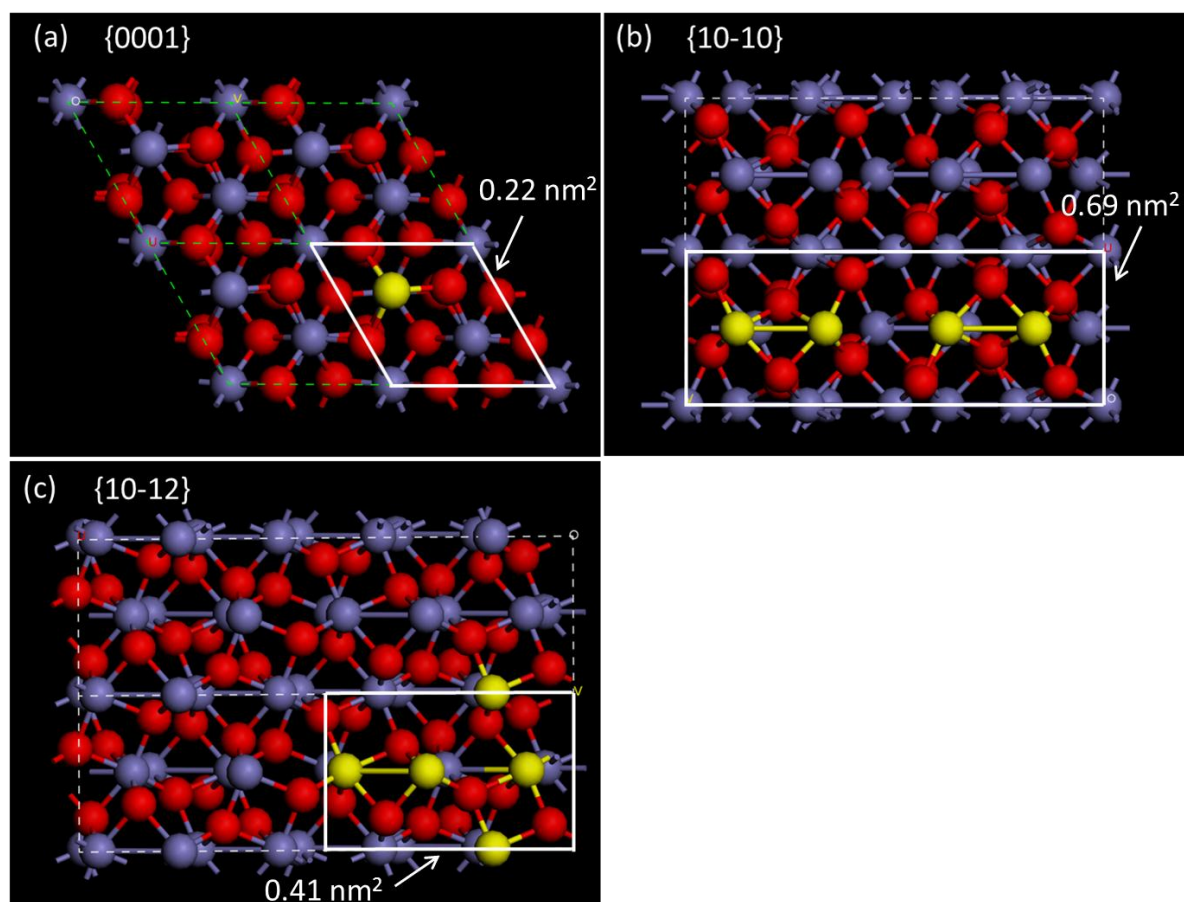 (a) {0001}
0.22 nm²
(b) {10-10}
0.69 nm²
(c) {10-12}
0.41 nm²
O
V
U
U
V
O
O
V